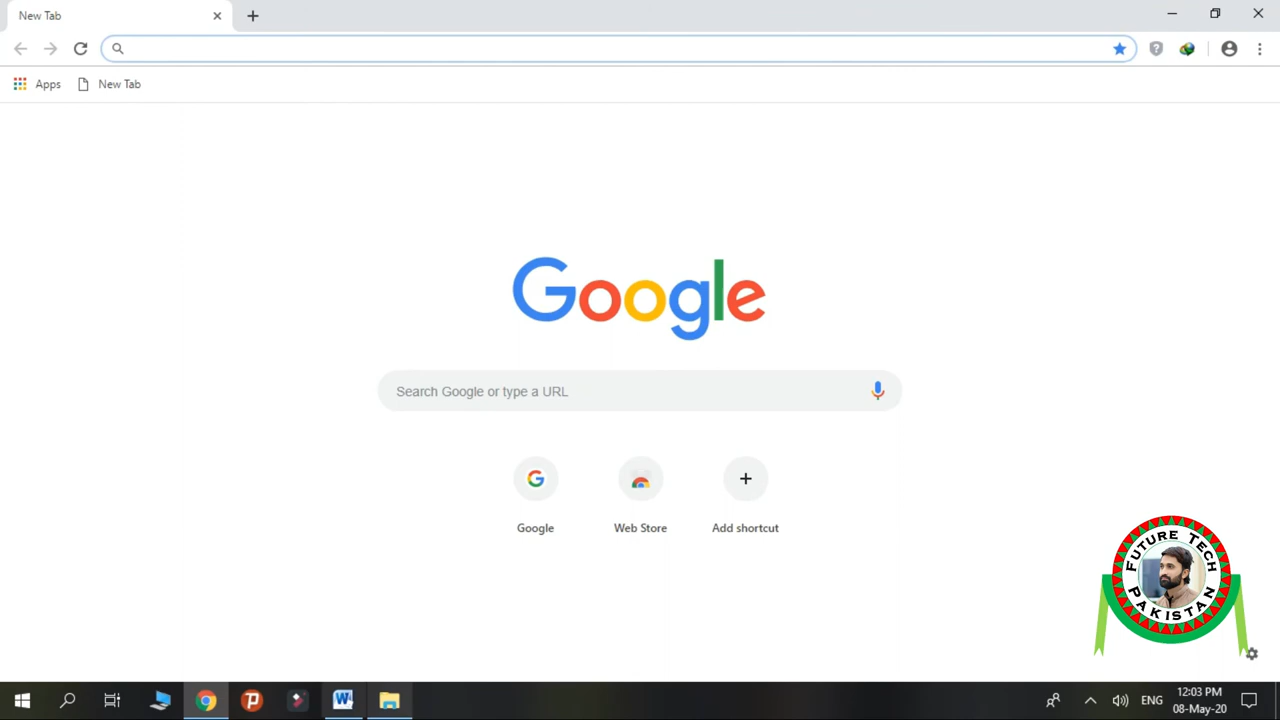 New Tab
Apps
New Tab
Google
Search Google or type a URL
Google
Web Store
Add shortcut
FUTURE TECH
PAKISTAN
ENG
12:03 PM
08-May-20